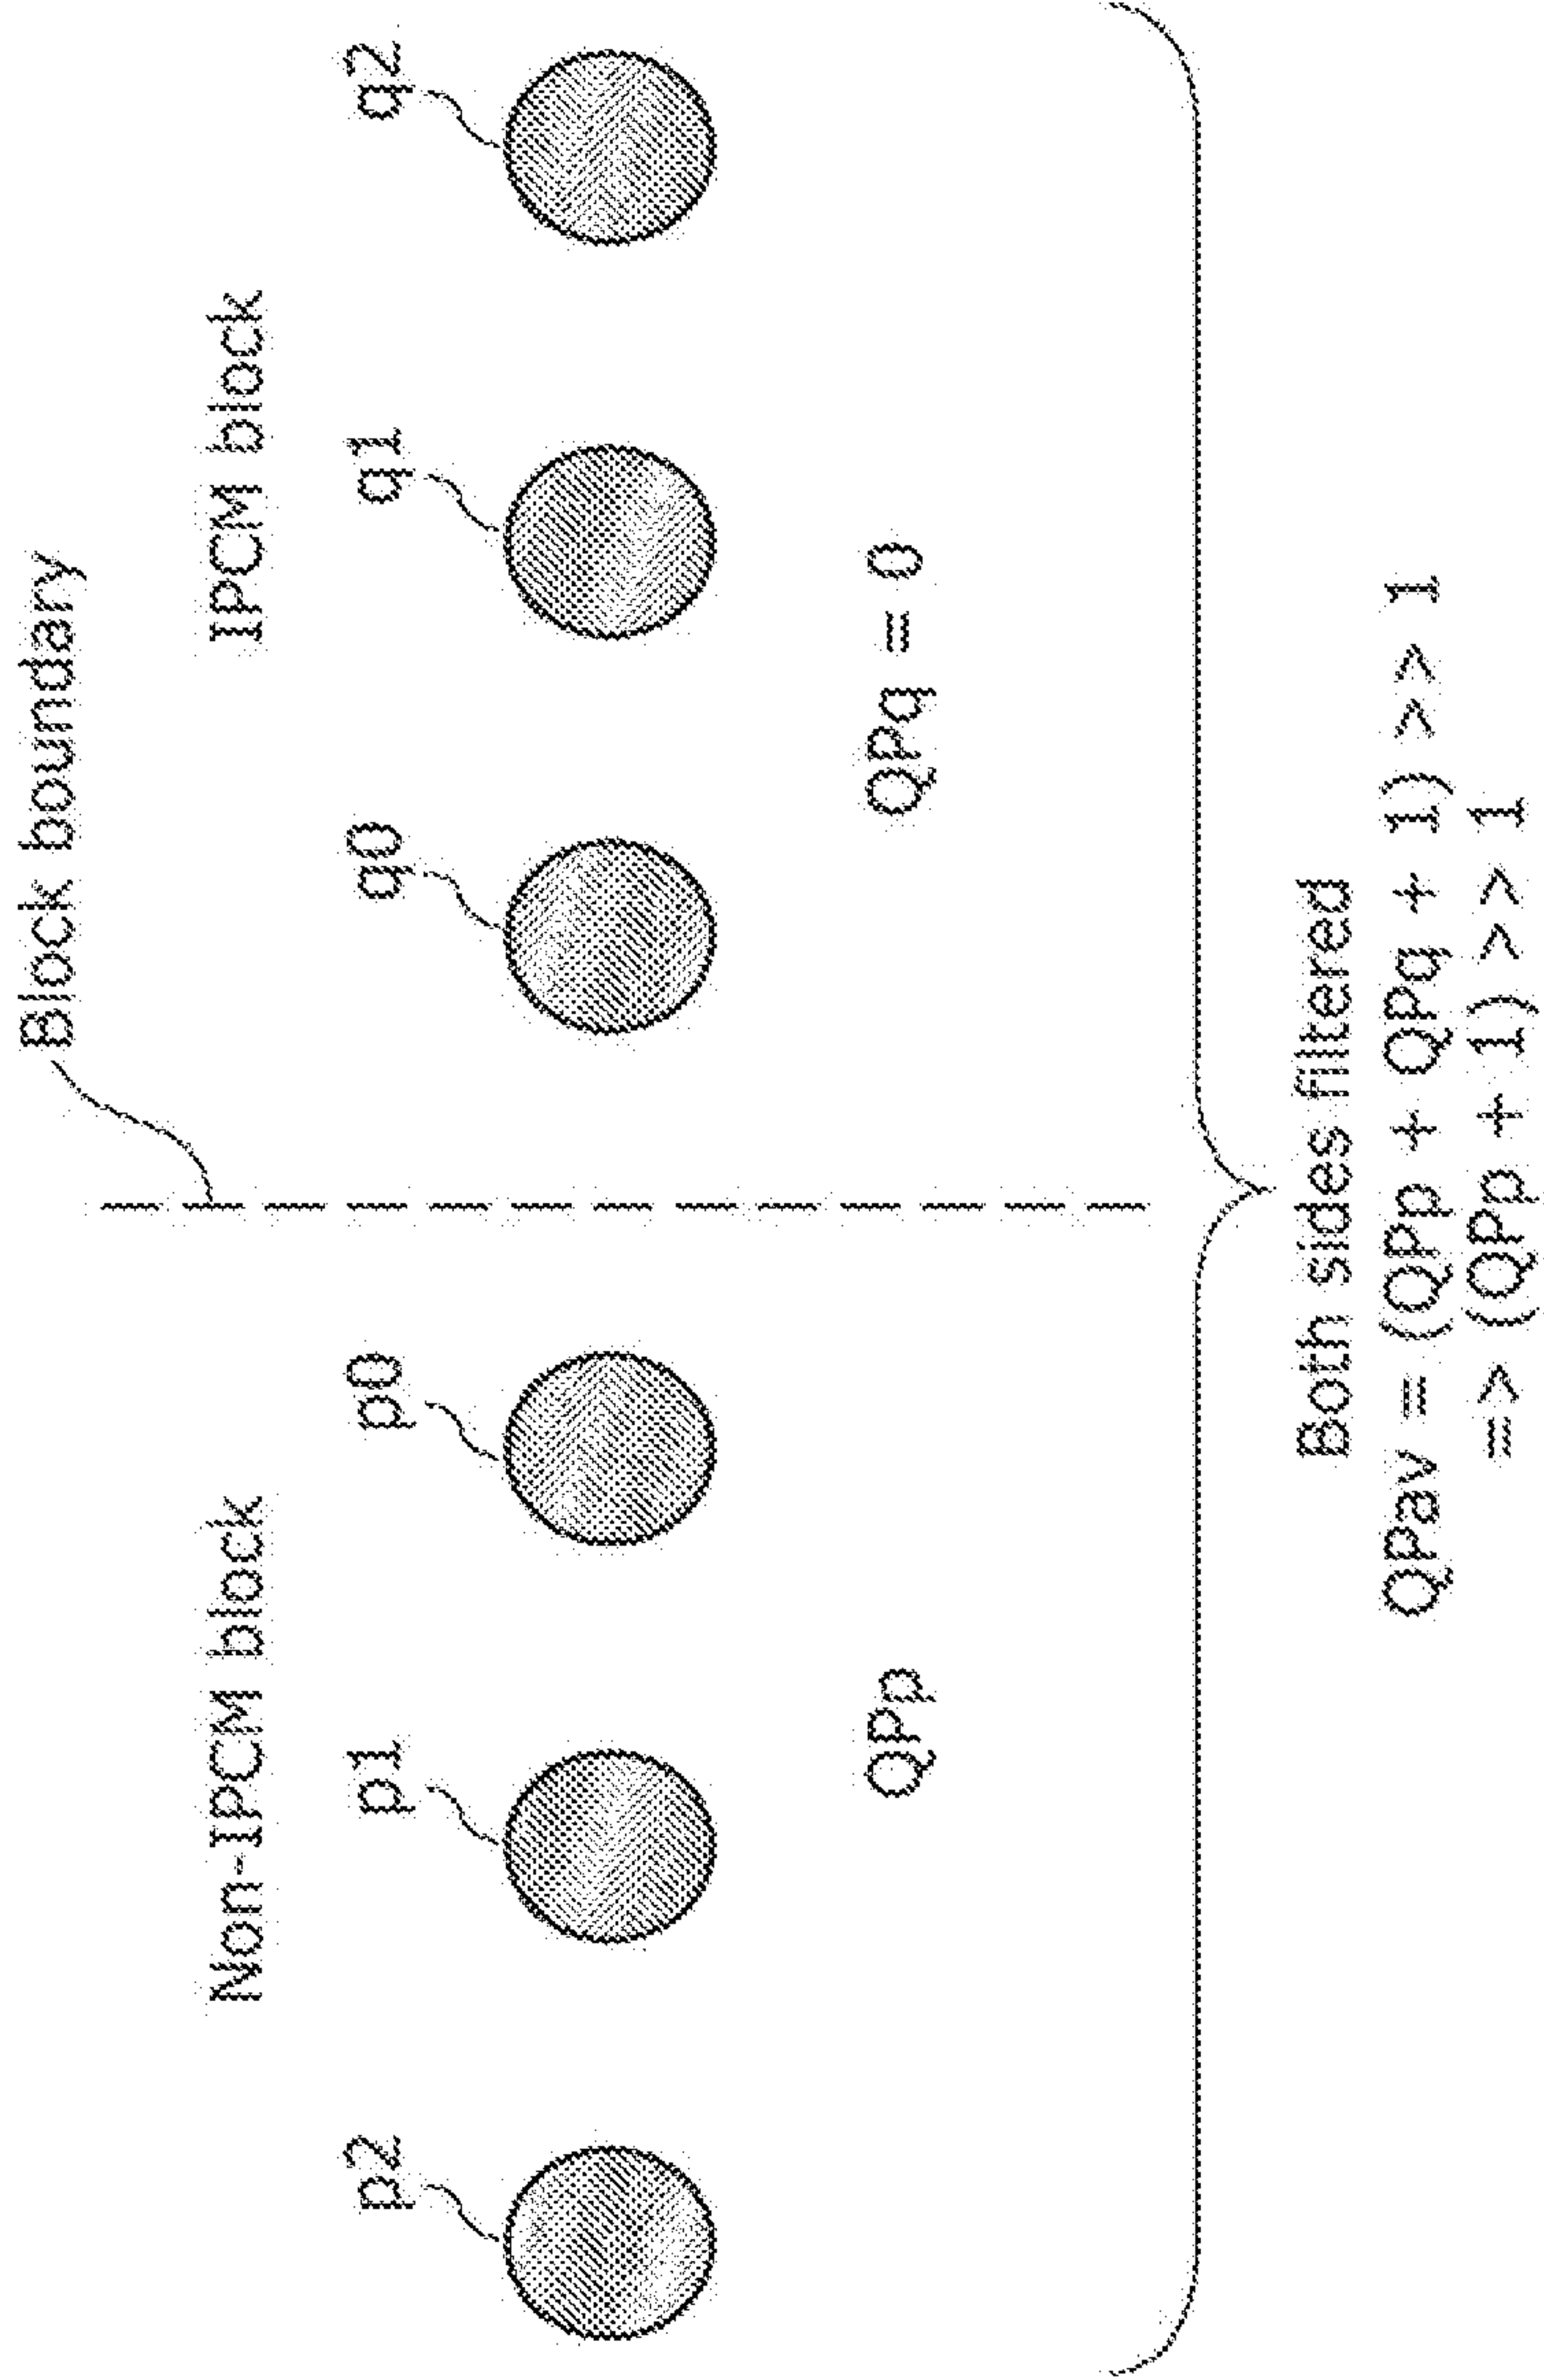 Block boundary
Non-IPCM block
IPCM block
p2
p1
p0
q0
q1
q2
QPp
QPq = 0
Both sides filtered
QPav = (QPp + QPq + 1) >> 1
=> (QPp + 1) >> 1